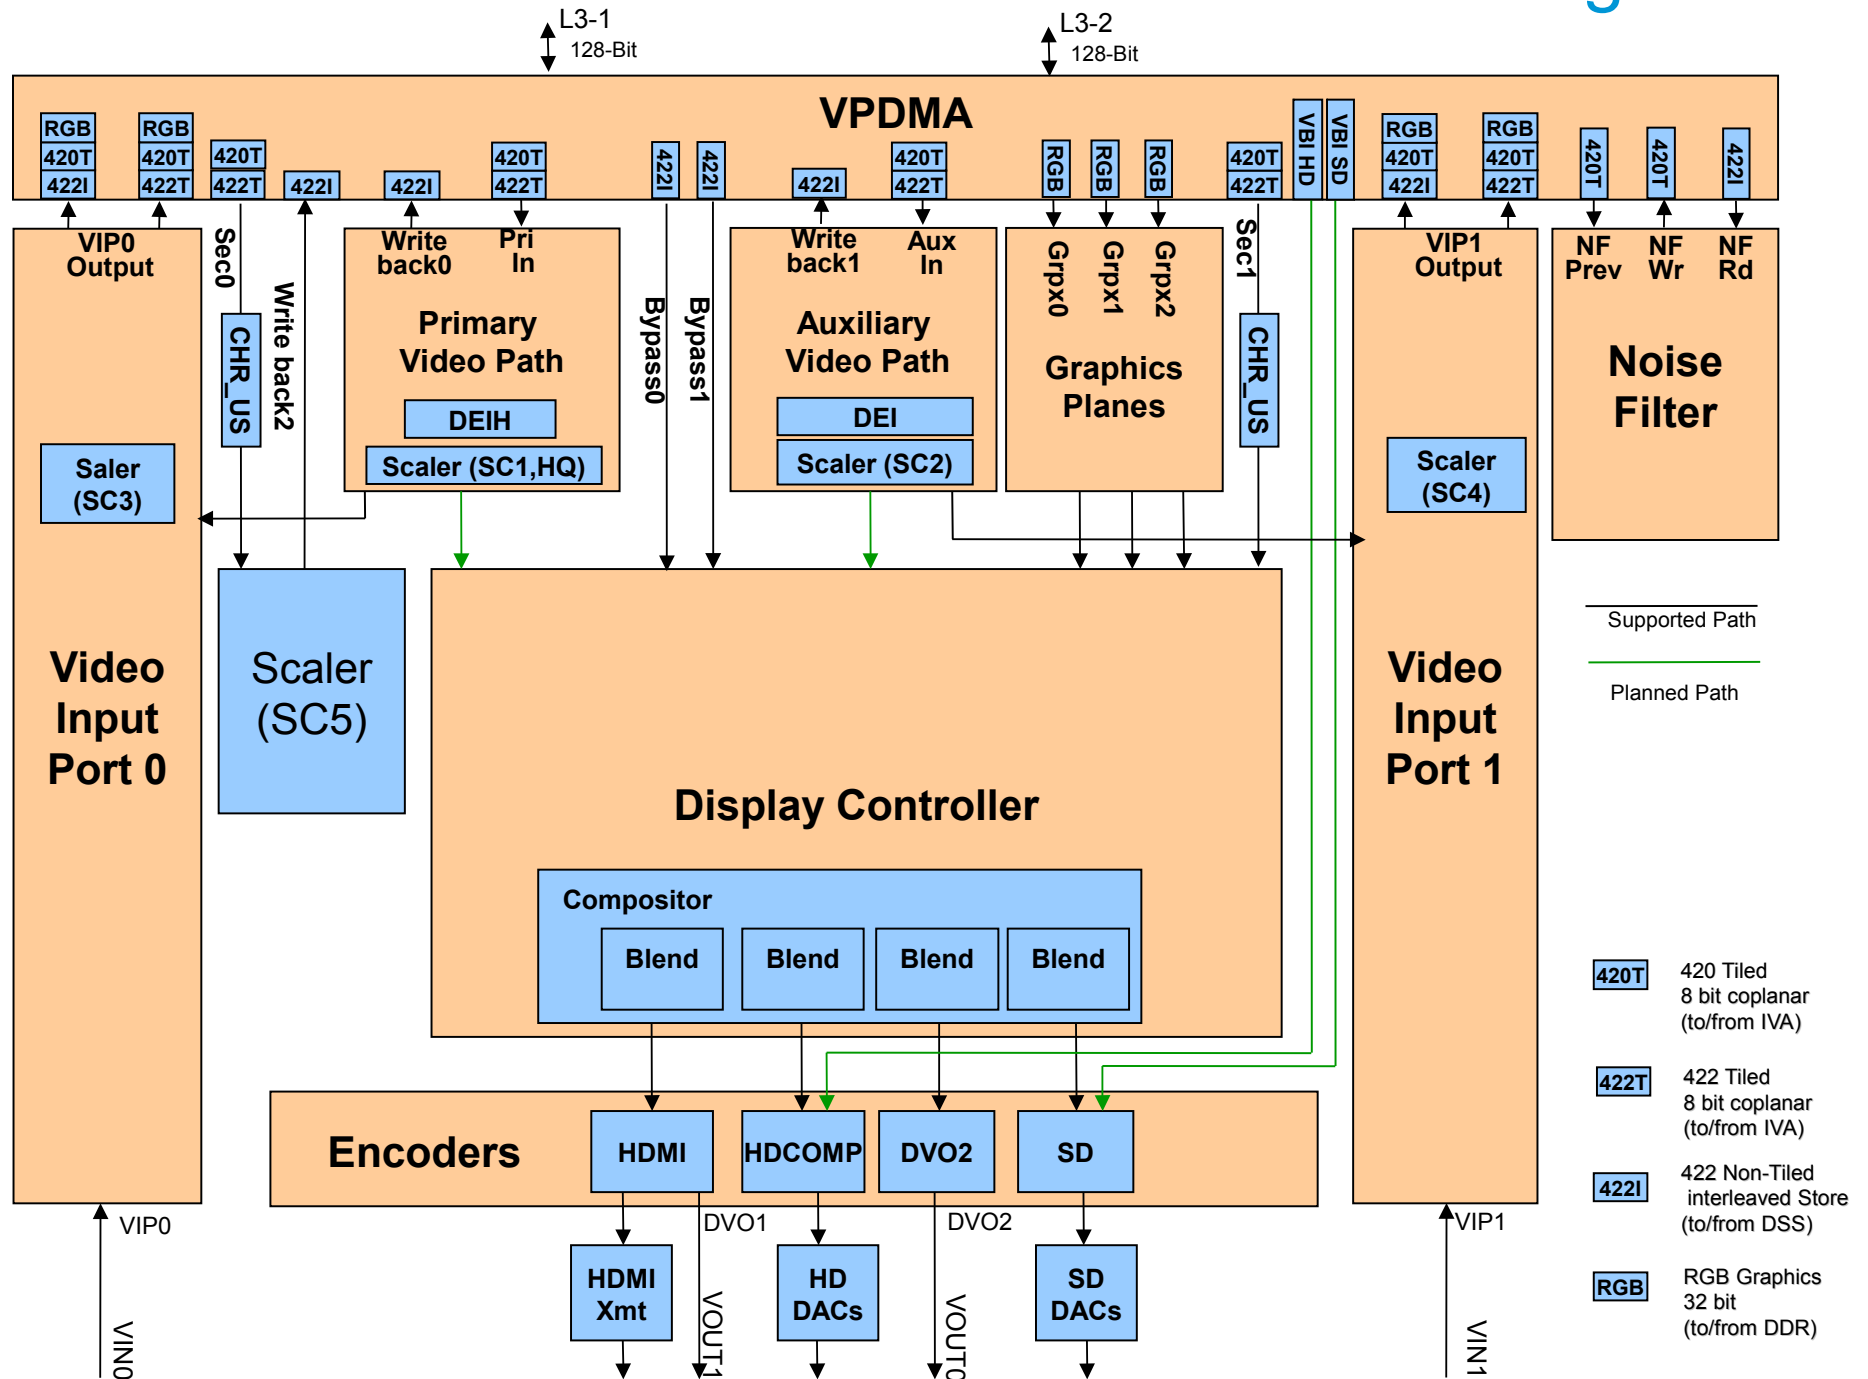 g
L3-1
128-Bit
L3-2
128-Bit
VPDMA
RGB
420T
422I
RGB
420T
422T
420T
422T
422I
422I
420T
422T
422I
422I
422I
420T
422T
RGB
RGB
RGB
420T
422T
VBI HD
VBI SD
RGB
420T
422I
RGB
420T
422T
420T
420T
422I
VIP0
Output
Sec0
CHR_US
Write back2
Write
back0
Pri
In
Primary
Video Path
DEIH
Scaler (SC1,HQ)
Bypass0
Bypass1
Write
back1
Aux
In
Auxiliary
Video Path
DEI
Scaler (SC2)
Grpx0
Grpx1
Grpx2
Graphics
Planes
Sec1
CHR_US
VIP1
Output
NF
Prev
NF
Wr
NF
Rd
Noise
Filter
Saler
(SC3)
Scaler
(SC4)
Video
Input
Port 0
Scaler
(SC5)
Display Controller
Video
Input
Port 1
Supported Path
Planned Path
Compositor
Blend
Blend
Blend
Blend
Encoders
HDMI
HDCOMP
DVO2
SD
VIP0
DVO1
DVO2
VIP1
HDMI
Xmt
HD
DACs
SD
DACs
VIN0
VOUT1
VOUT0
VIN1
420T
420 Tiled
8 bit coplanar
(to/from IVA)
422T
422 Tiled
8 bit coplanar
(to/from IVA)
422I
422 Non-Tiled
interleaved Store
(to/from DSS)
RGB
RGB Graphics
32 bit
(to/from DDR)